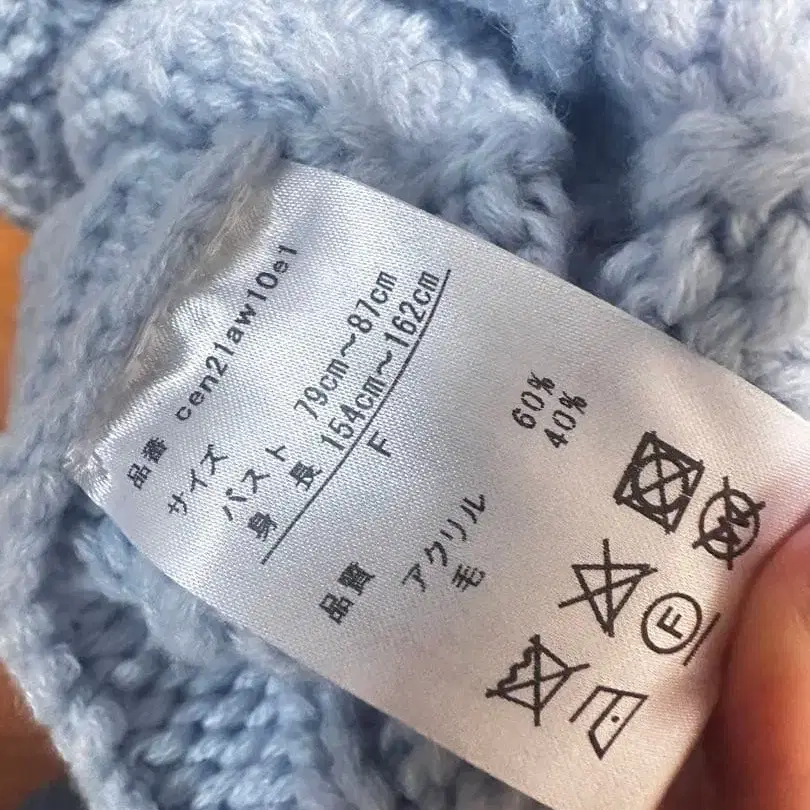 品番 cen21aw10e1
サイズ
バスト 79cm～87cm
身 長 154cm～162cm
F
品質
アクリル 60%
毛 40%
W
F